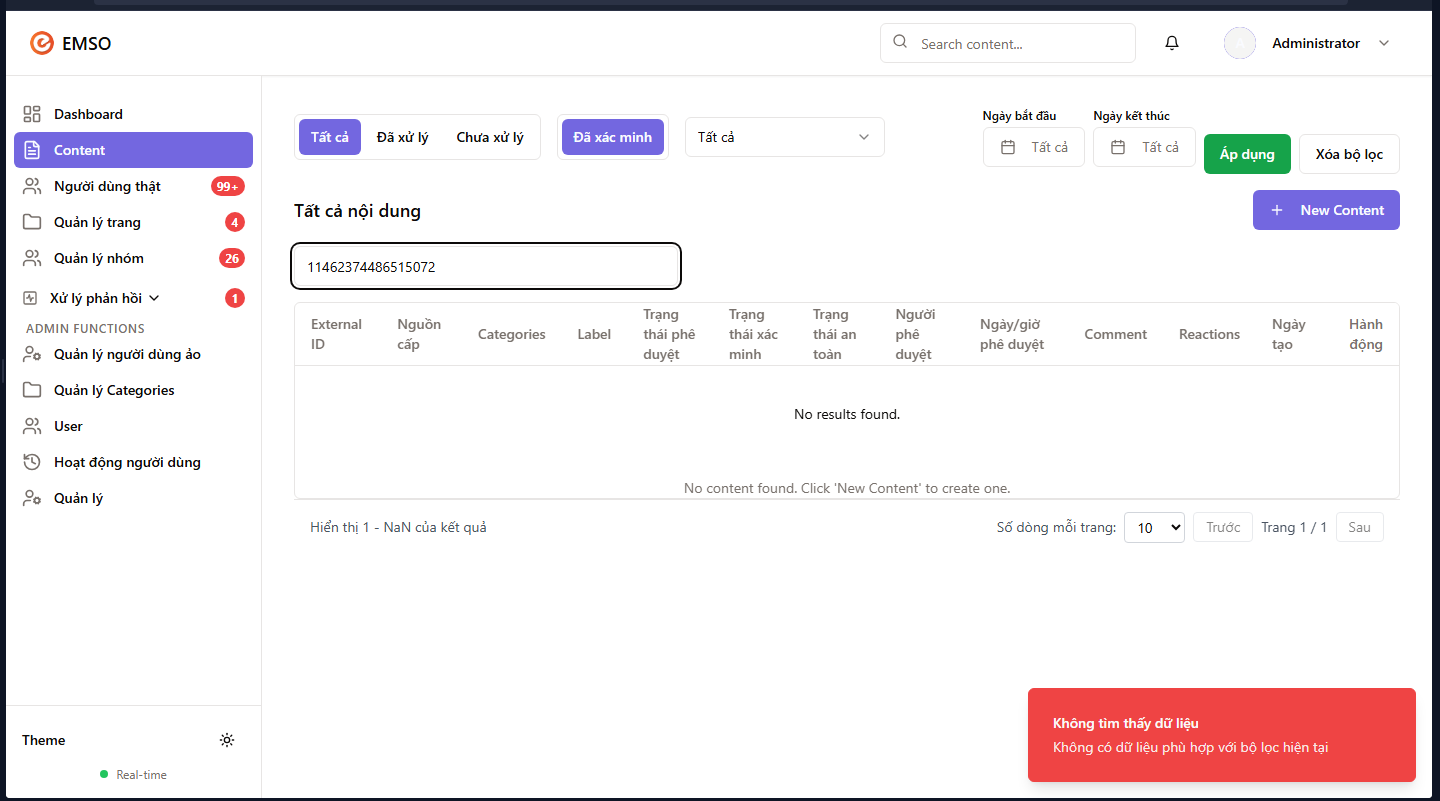 EMSO
Search content...
Administrator
Dashboard
Content
Người dùng thật
99+
Quản lý trang
4
Quản lý nhóm
26
Xử lý phản hồi
1
ADMIN FUNCTIONS
Quản lý người dùng ảo
Quản lý Categories
User
Hoạt động người dùng
Quản lý
Theme
Real-time
Tất cả
Đã xử lý
Chưa xử lý
Đã xác minh
Tất cả
Ngày bắt đầu
Tất cả
Ngày kết thúc
Tất cả
Áp dụng
Xóa bộ lọc
Tất cả nội dung
New Content
11462374486515072
External
ID
Nguồn
cấp
Categories
Label
Trạng
thái phê
duyệt
Trạng
thái xác
minh
Trạng
thái an
toàn
Người
phê
duyệt
Ngày/giờ
phê duyệt
Comment
Reactions
Ngày
tạo
Hành
động
No results found.
No content found. Click 'New Content' to create one.
Hiển thị 1 - NaN của kết quả
Số dòng mỗi trang:
10
Trước
Trang 1 / 1
Sau
Không tìm thấy dữ liệu
Không có dữ liệu phù hợp với bộ lọc hiện tại